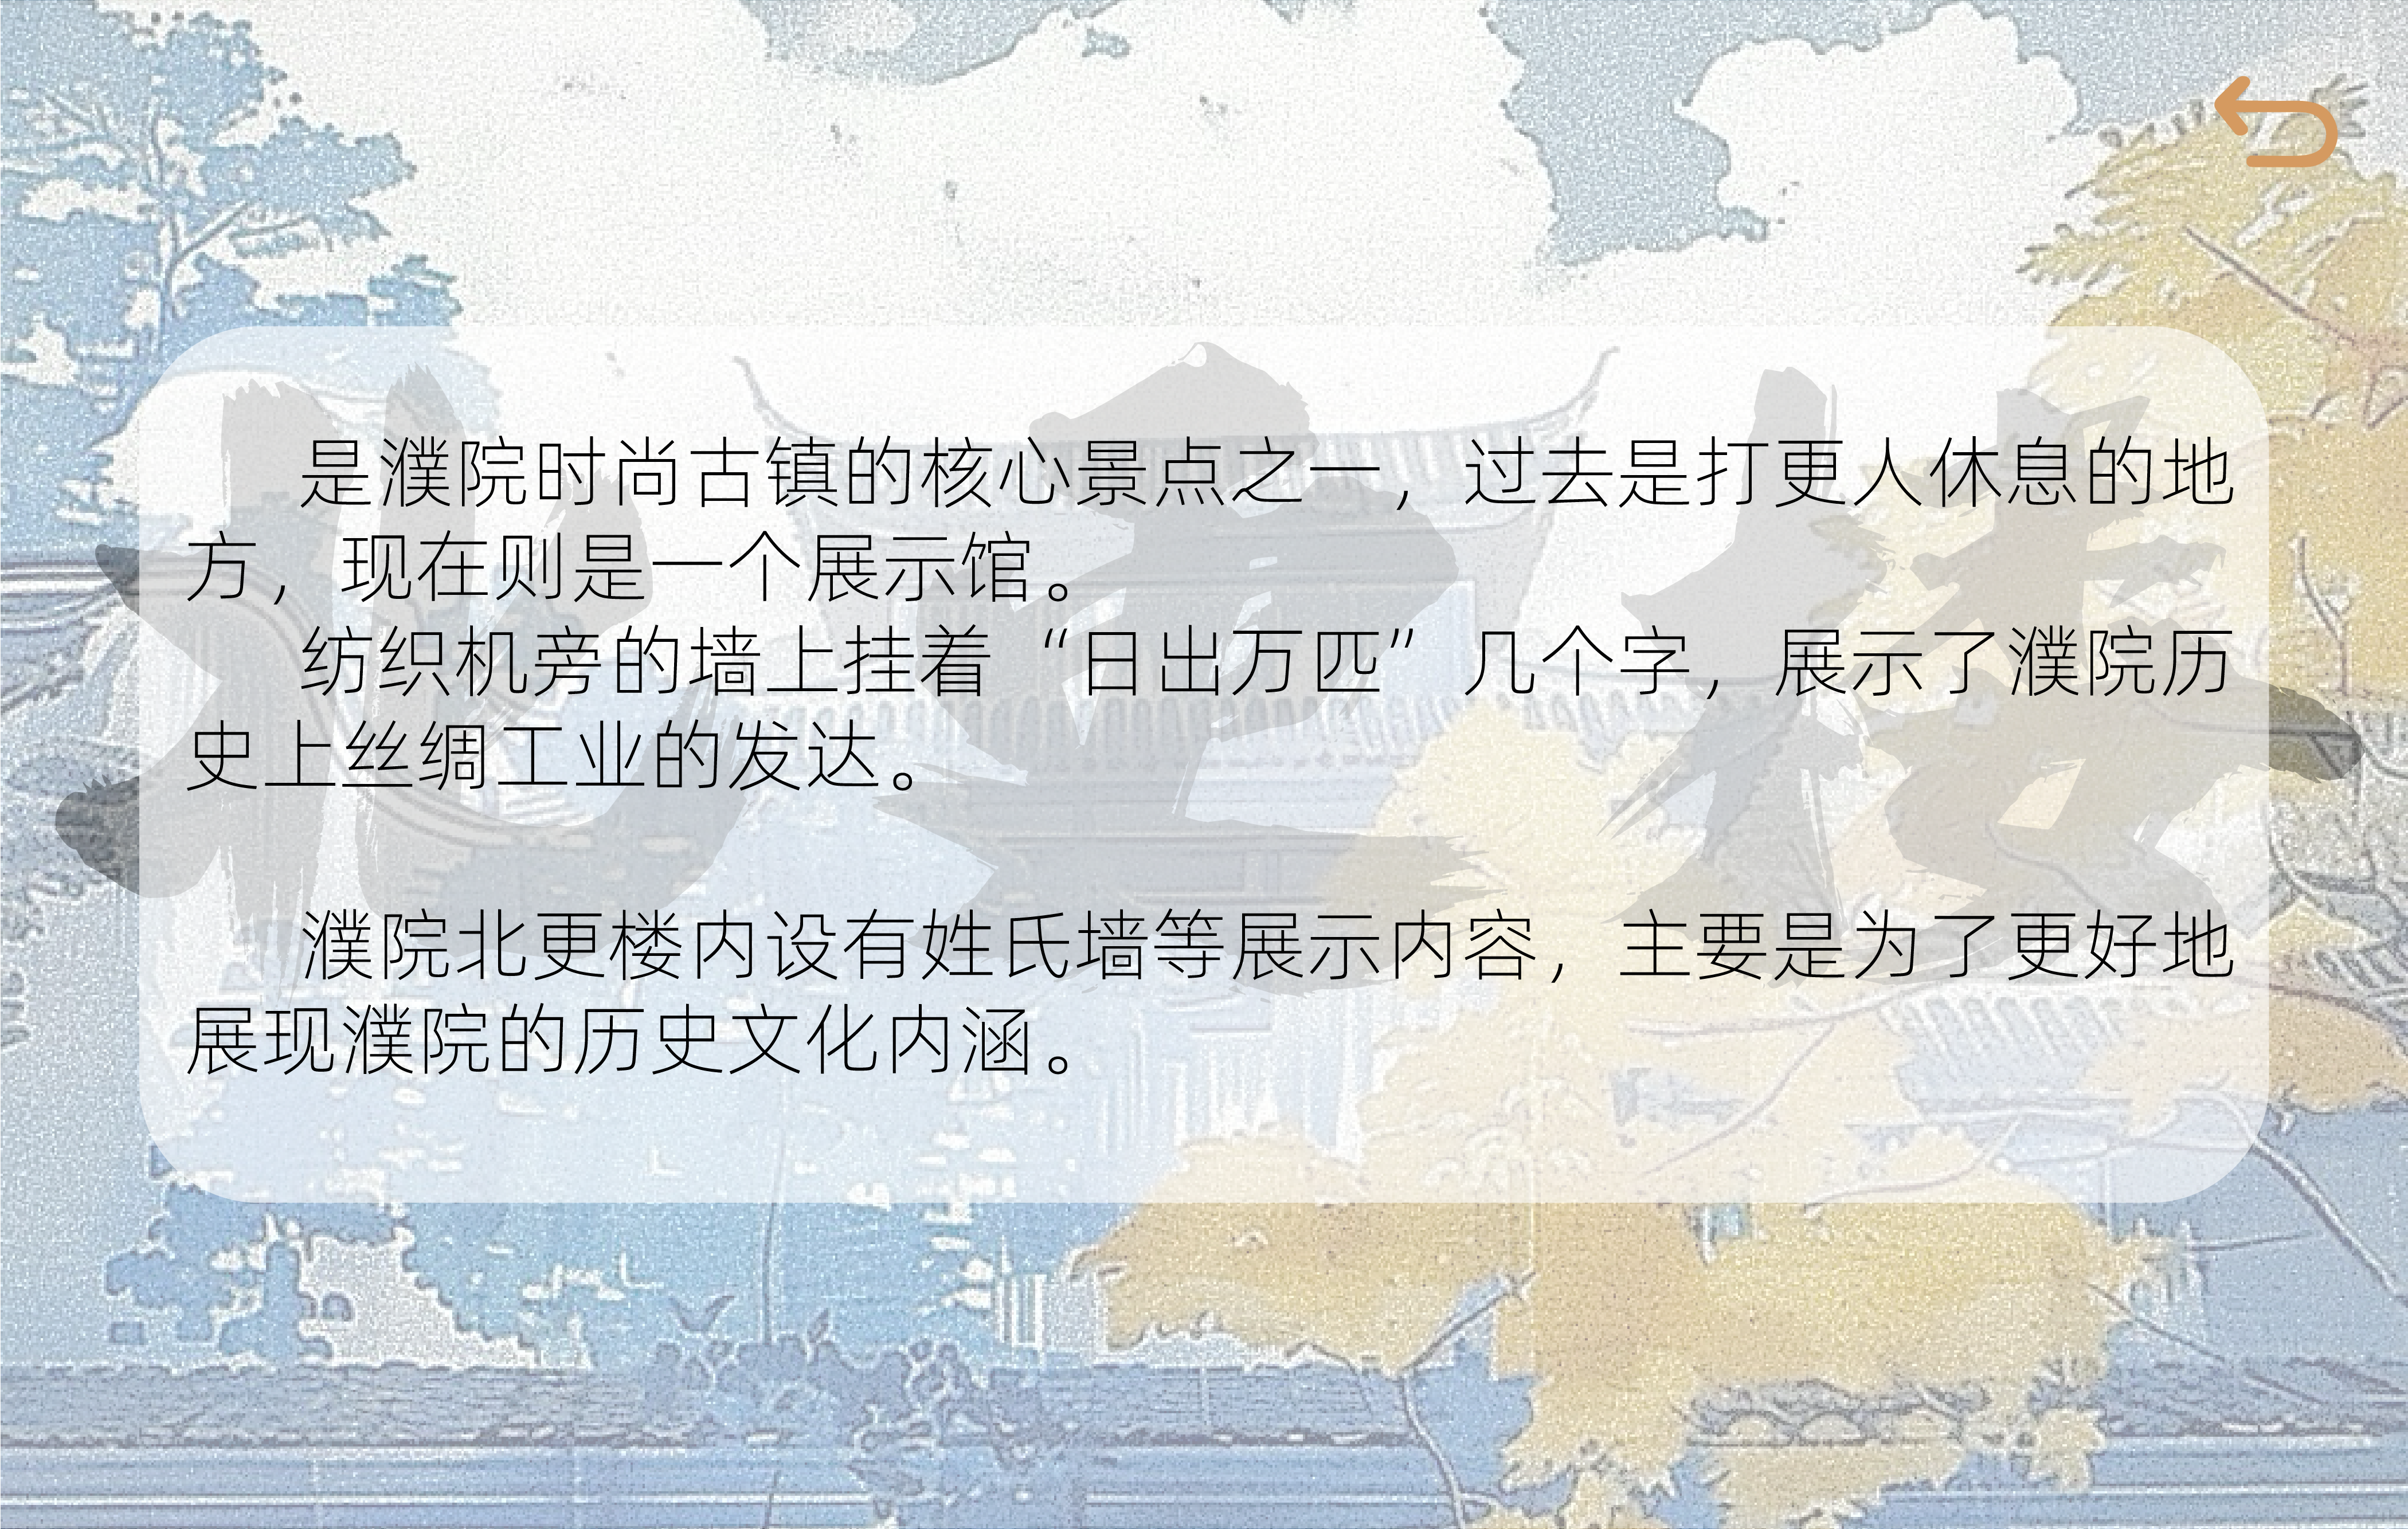 北更楼
是濮院时尚古镇的核心景点之一，过去是打更人休息的地
方，现在则是一个展示馆。
纺织机旁的墙上挂着“日出万匹”几个字，展示了濮院历
史上丝绸工业的发达。
濮院北更楼内设有姓氏墙等展示内容，主要是为了更好地
展现濮院的历史文化内涵。